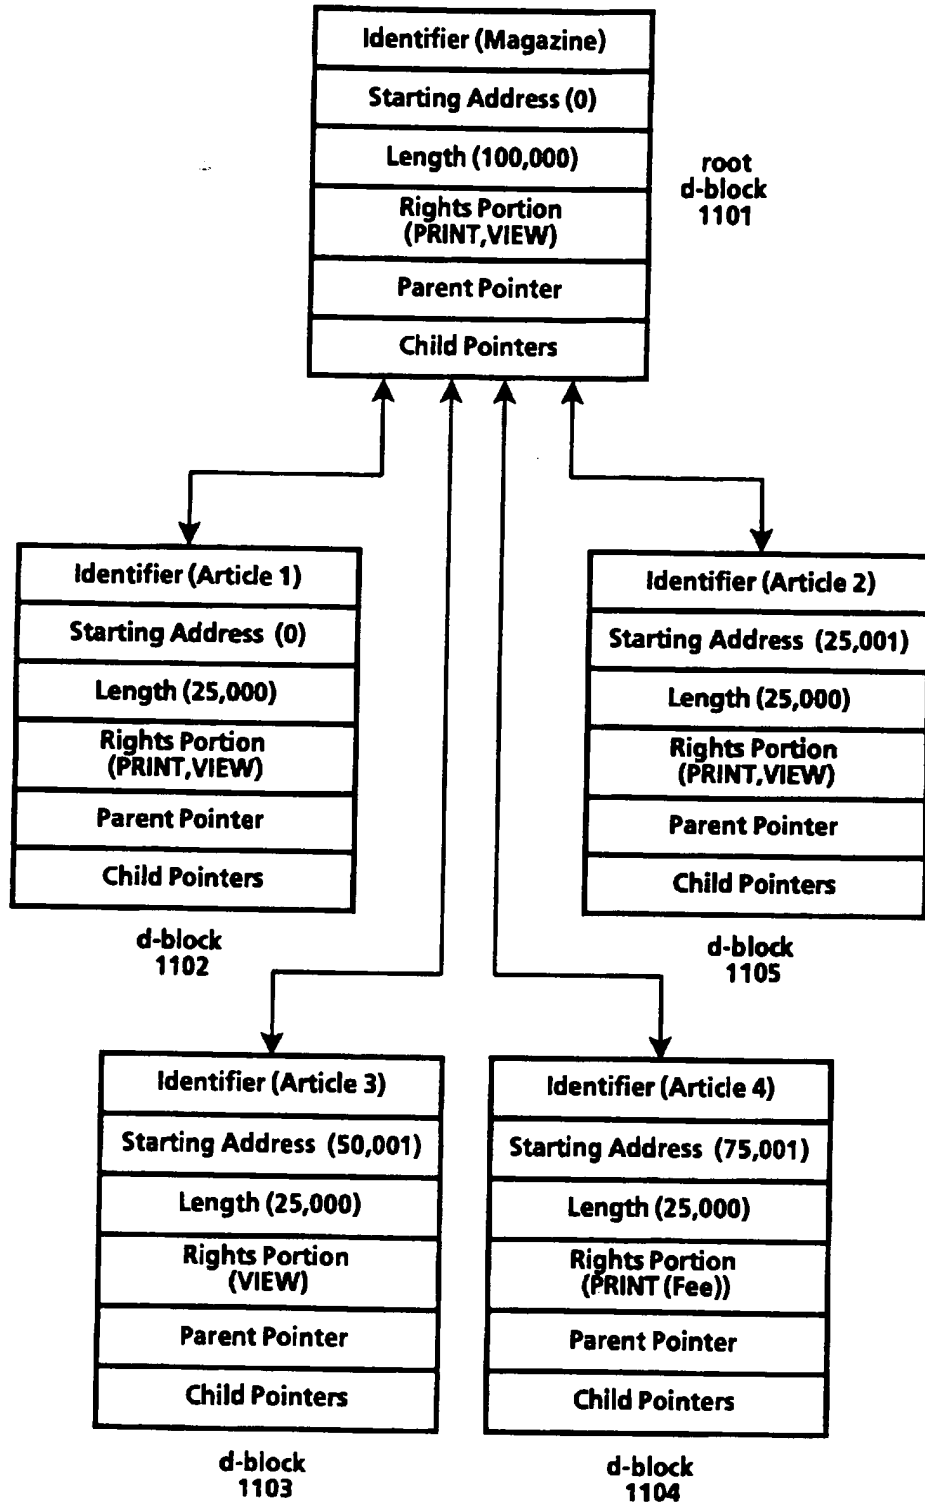 Identifier (Magazine)
Starting Address (0)
Length (100,000)
Rights Portion
(PRINT,VIEW)
Parent Pointer
Child Pointers
root
d-block
1101
Identifier (Article 1)
Starting Address (0)
Length (25,000)
Rights Portion
(PRINT,VIEW)
Parent Pointer
Child Pointers
d-block
1102
Identifier (Article 2)
Starting Address (25,001)
Length (25,000)
Rights Portion
(PRINT,VIEW)
Parent Pointer
Child Pointers
d-block
1105
Identifier (Article 3)
Starting Address (50,001)
Length (25,000)
Rights Portion
(VIEW)
Parent Pointer
Child Pointers
d-block
1103
Identifier (Article 4)
Starting Address (75,001)
Length (25,000)
Rights Portion
(PRINT (Fee))
Parent Pointer
Child Pointers
d-block
1104